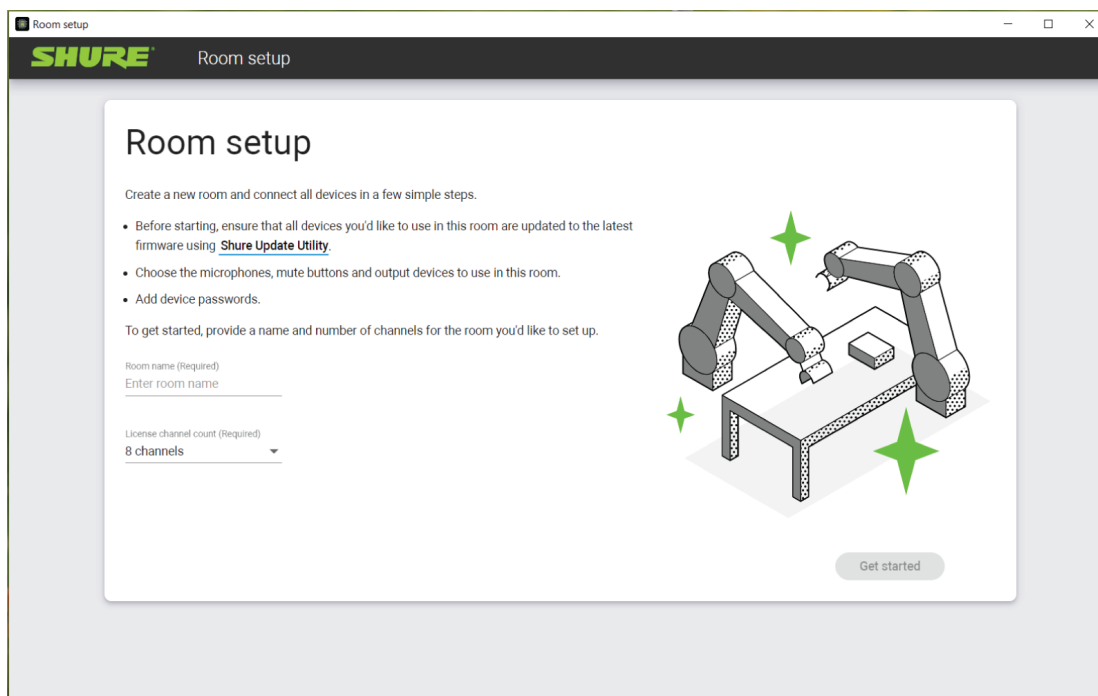 Room setup
SHURE
Room setup
Room setup
Create a new room and connect all devices in a few simple steps.
• Before starting, ensure that all devices you'd like to use in this room are updated to the latest
firmware using Shure Update Utility.
• Choose the microphones, mute buttons and output devices to use in this room.
• Add device passwords.
To get started, provide a name and number of channels for the room you'd like to set up.
Room name (Required)
Enter room name
License channel count (Required)
8 channels
Get started